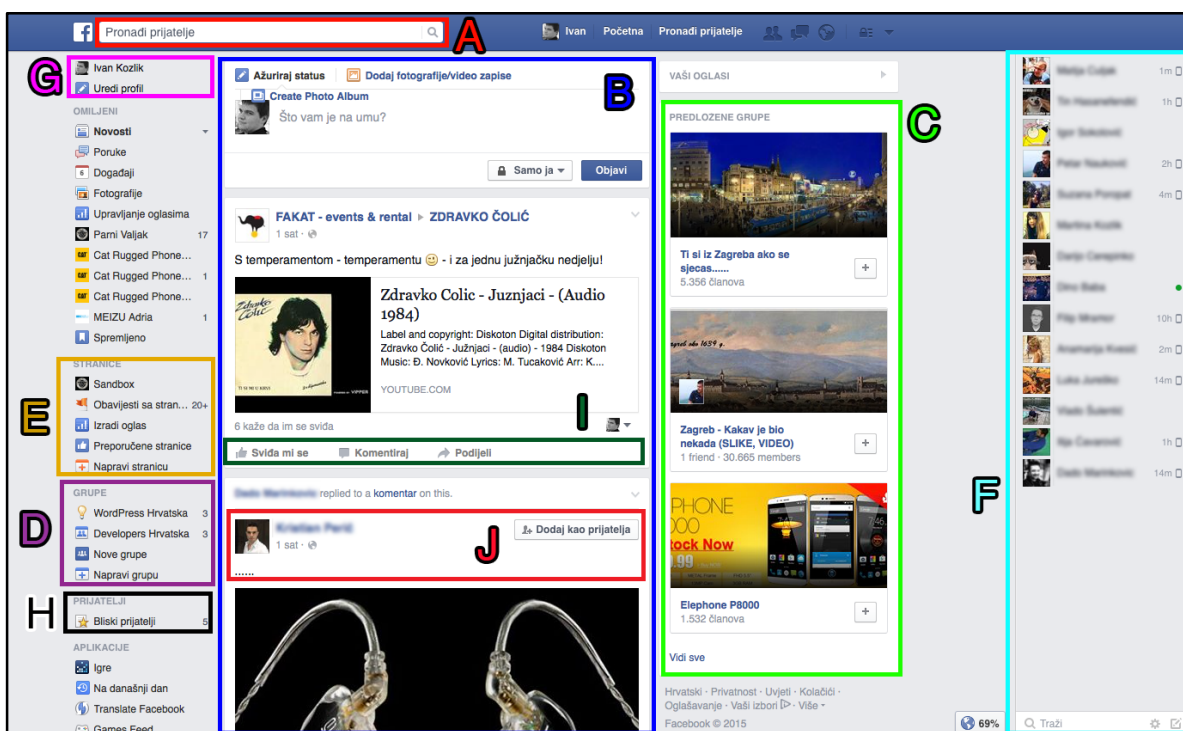 f
Pronađi prijatelje
A
Ivan
Početna
Pronađi prijatelje
G
Ivan Kozlik
Uredi profil
OMILJENI
Novosti
Poruke
6 Događaji
Fotografije
Upravljanje oglasima
Parni Valjak 17
CAT Cat Rugged Phone...
CAT Cat Rugged Phone... 1
CAT Cat Rugged Phone...
MEIZU Adria 1
Spremljeno
E
STRANICE
Sandbox
Obavijesti sa stran... 20+
Izradi oglas
Preporučene stranice
Napravi stranicu
D
GRUPE
WordPress Hrvatska 3
Developers Hrvatska 3
Nove grupe
Napravi grupu
H
PRIJATELJI
Bliski prijatelji 5
APLIKACIJE
Igre
Na današnji dan
Translate Facebook
Games Feed
B
Ažuriraj status
Dodaj fotografije/video zapise
Create Photo Album
Što vam je na umu?
Samo ja
Objavi
FAKAT - events & rental ▸ ZDRAVKO ČOLIĆ
1 sat ·
S temperamentom - temperamentu 🙂 - i za jednu južnjačku nedjelju!
Zdravko Colic - Juznjaci - (Audio
1984)
Label and copyright: Diskoton Digital distribution:
Zdravko Čolić - Južnjaci - (audio) - 1984 Diskoton
Music: Đ. Novković Lyrics: M. Tucaković Arr: K....
YOUTUBE.COM
I
6 kaže da im se sviđa
Sviđa mi se
Komentiraj
Podijeli
replied to a komentar on this.
1 sat ·
J
Dodaj kao prijatelja
......
VAŠI OGLASI
C
PREDLOZENE GRUPE
Ti si iz Zagreba ako se
sjecas......
5.356 članova
Zagreb - Kakav je bio
nekada (SLIKE, VIDEO)
1 friend · 30.665 members
PHONE
000
tock Now
9.99
Elephone P8000
1.532 članova
Vidi sve
Hrvatski · Privatnost · Uvjeti · Kolačići ·
Oglašavanje · Vaši izbori · Više
Facebook © 2015
69%
F
1m
1h
2h
4m
10h
2m
14m
1h
14m
Traži